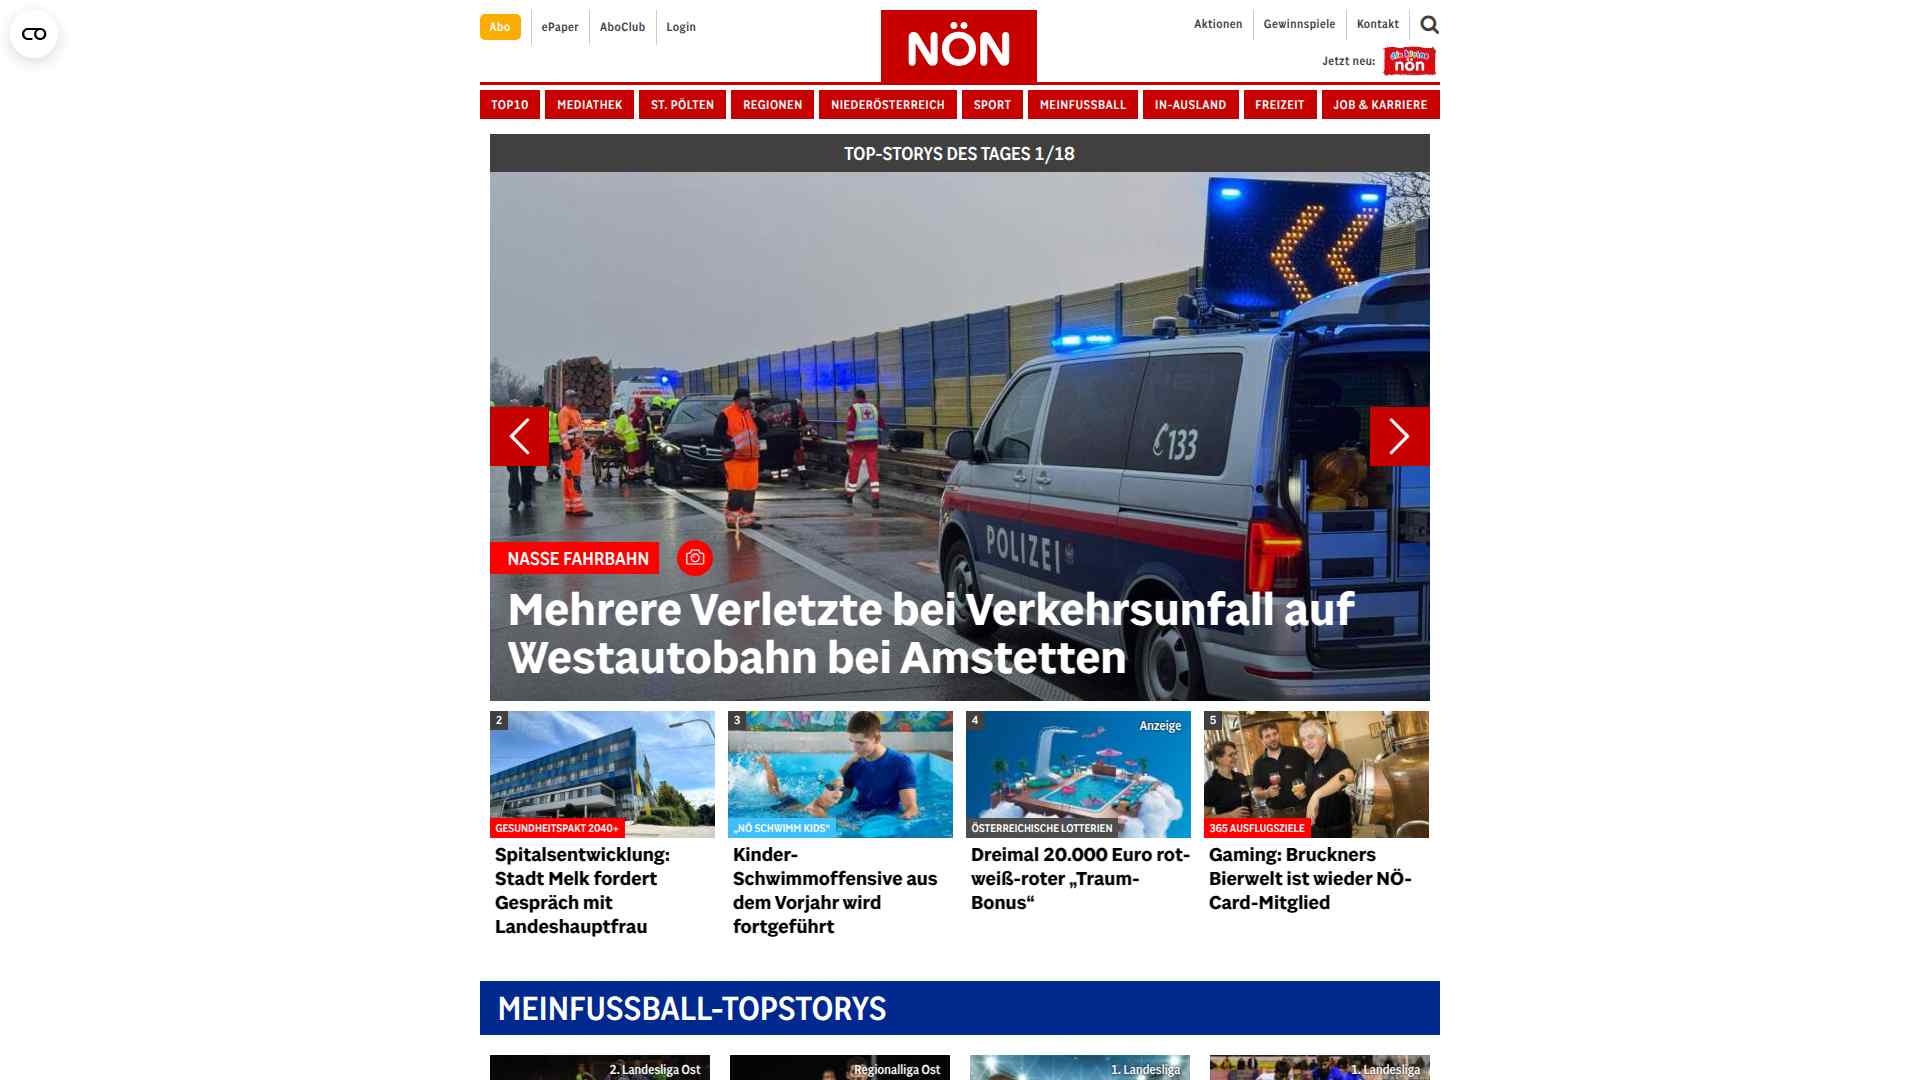 Abo
ePaper
AboClub
Login
NÖN
Aktionen
Gewinnspiele
Kontakt
Jetzt neu:
die kleine
nön
TOP10
MEDIATHEK
ST. PÖLTEN
REGIONEN
NIEDERÖSTERREICH
SPORT
MEINFUSSBALL
IN-AUSLAND
FREIZEIT
JOB & KARRIERE
TOP-STORYS DES TAGES 1/18
133
POLIZEI
NASSE FAHRBAHN
Mehrere Verletzte bei Verkehrsunfall auf
Westautobahn bei Amstetten
2
GESUNDHEITSPAKT 2040+
Spitalsentwicklung:
Stadt Melk fordert
Gespräch mit
Landeshauptfrau
3
„NÖ SCHWIMM KIDS“
Kinder-
Schwimmoffensive aus
dem Vorjahr wird
fortgeführt
4
Anzeige
ÖSTERREICHISCHE LOTTERIEN
Dreimal 20.000 Euro rot-
weiß-roter „Traum-
Bonus“
5
365 AUSFLUGSZIELE
Gaming: Bruckners
Bierwelt ist wieder NÖ-
Card-Mitglied
MEINFUSSBALL-TOPSTORYS
2. Landesliga Ost
Regionalliga Ost
1. Landesliga
1. Landesliga